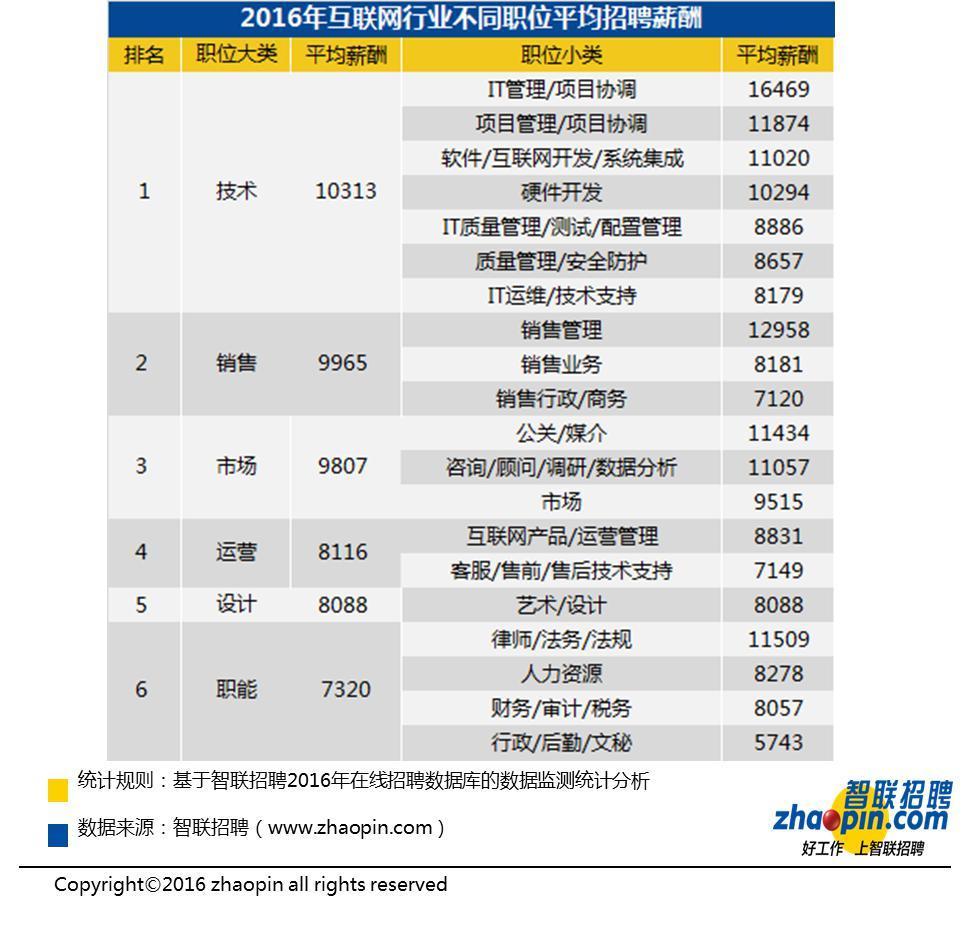 2016年互联网行业不同职位平均招聘薪酬
排名 职位大类 平均薪酬 职位小类 平均薪酬
1 技术 10313 IT管理/项目协调 16469
项目管理/项目协调 11874
软件/互联网开发/系统集成 11020
硬件开发 10294
IT质量管理/测试/配置管理 8886
质量管理/安全防护 8657
IT运维/技术支持 8179
2 销售 9965 销售管理 12958
销售业务 8181
销售行政/商务 7120
3 市场 9807 公关/媒介 11434
咨询/顾问/调研/数据分析 11057
市场 9515
4 运营 8116 互联网产品/运营管理 8831
客服/售前/售后技术支持 7149
5 设计 8088 艺术/设计 8088
6 职能 7320 律师/法务/法规 11509
人力资源 8278
财务/审计/税务 8057
行政/后勤/文秘 5743
统计规则：基于智联招聘2016年在线招聘数据库的数据监测统计分析
数据来源：智联招聘（www.zhaopin.com）
智联招聘
zhaopin.com
好工作 上智联招聘
Copyright©2016 zhaopin all rights reserved